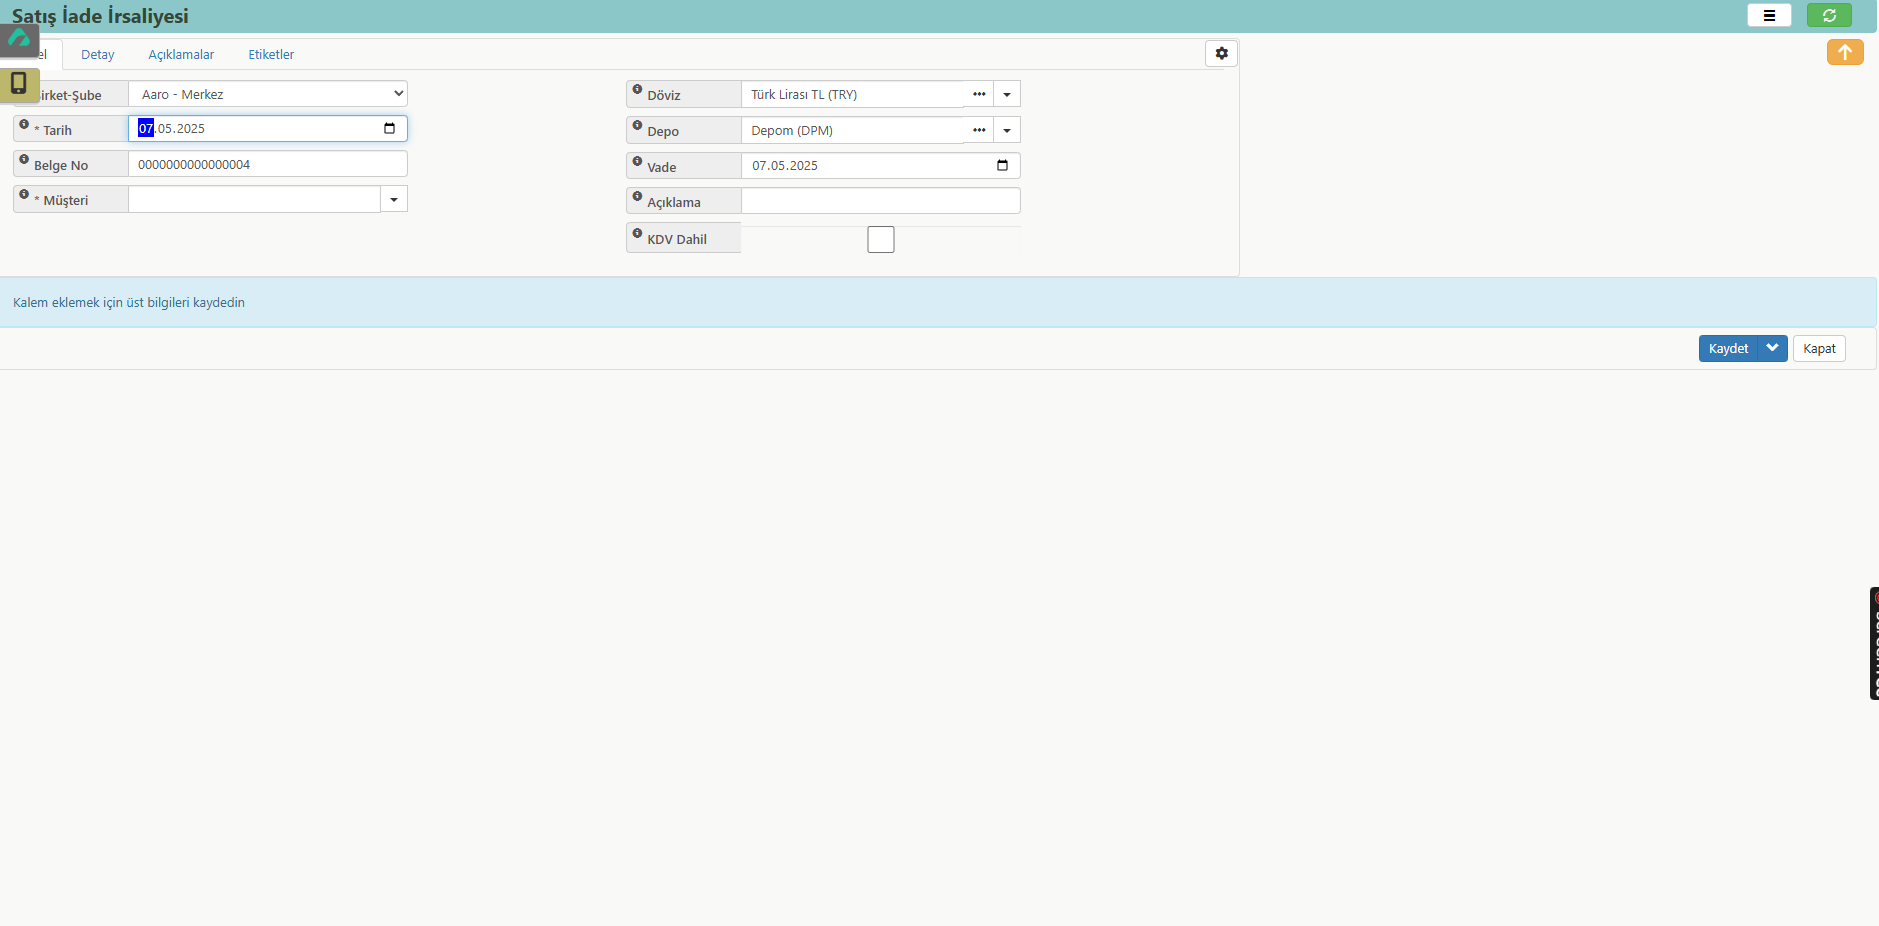 Satış İade İrsaliyesi
Detay
Açıklamalar
Etiketler
Şirket-Şube
Aaro - Merkez
* Tarih
07.05.2025
Belge No
0000000000000004
* Müşteri
Döviz
Türk Lirası TL (TRY)
Depo
Depom (DPM)
Vade
07.05.2025
Açıklama
KDV Dahil
Kalem eklemek için üst bilgileri kaydedin
Kaydet
Kapat